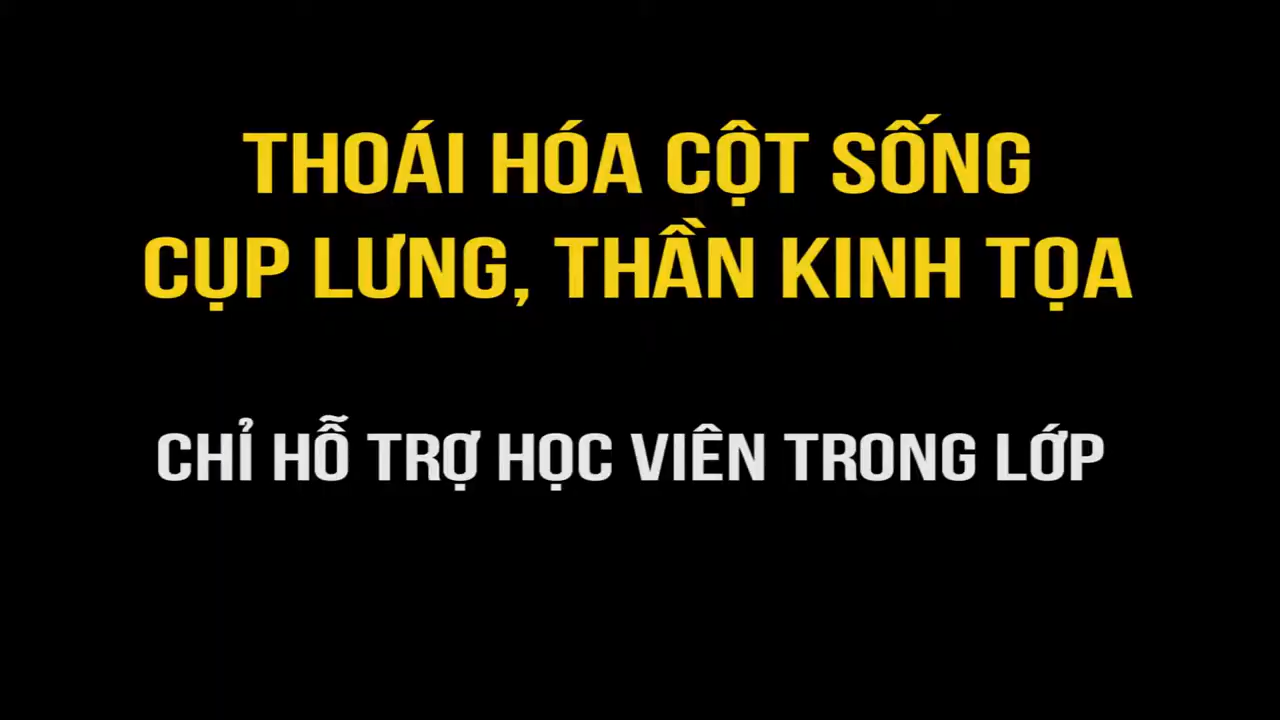 THOÁI HÓA CỘT SỐNG
CỤP LƯNG, THẦN KINH TỌA
CHỈ HỖ TRỢ HỌC VIÊN TRONG LỚP